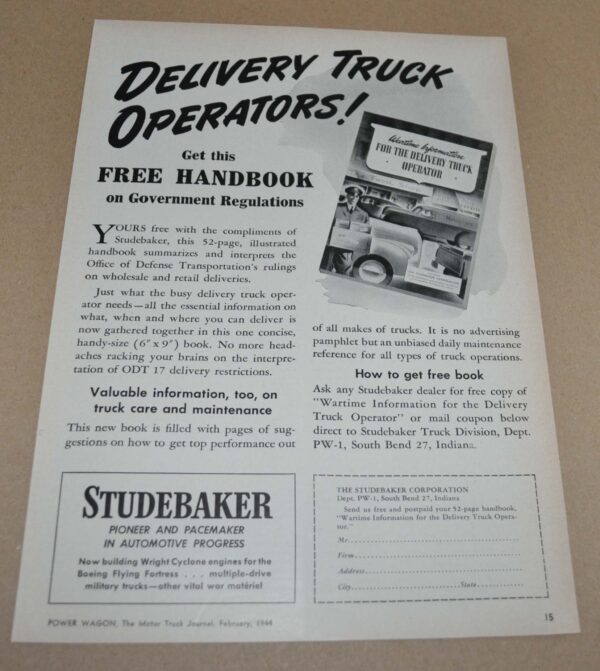 DELIVERY TRUCK
OPERATORS!
Get this
FREE HANDBOOK
on Government Regulations
Wartime Information
FOR THE DELIVERY TRUCK
OPERATOR
YOURS free with the compliments of
Studebaker, this 52-page, illustrated
handbook summarizes and interprets the
Office of Defense Transportation's rulings
on wholesale and retail deliveries.
Just what the busy delivery truck oper-
ator needs—all the essential information on
what, when and where you can deliver is
now gathered together in this one concise,
handy-size (6" x 9") book. No more head-
aches racking your brains on the interpre-
tation of ODT 17 delivery restrictions.
Valuable information, too, on
truck care and maintenance
This new book is filled with pages of sug-
gestions on how to get top performance out
of all makes of trucks. It is no advertising
pamphlet but an unbiased daily maintenance
reference for all types of truck operations.
How to get free book
Ask any Studebaker dealer for free copy of
"Wartime Information for the Delivery
Truck Operator" or mail coupon below
direct to Studebaker Truck Division, Dept.
PW-1, South Bend 27, Indiana.
STUDEBAKER
PIONEER AND PACEMAKER
IN AUTOMOTIVE PROGRESS
Now building Wright Cyclone engines for the
Boeing Flying Fortress . . . multiple-drive
military trucks—other vital war matériel
THE STUDEBAKER CORPORATION
Dept. PW-1, South Bend 27, Indiana
Send us free and postpaid your 52-page handbook,
"Wartime Information for the Delivery Truck Opera-
tor."
Mr.
Firm
Address
City State
POWER WAGON, The Motor Truck Journal, February, 1944
15